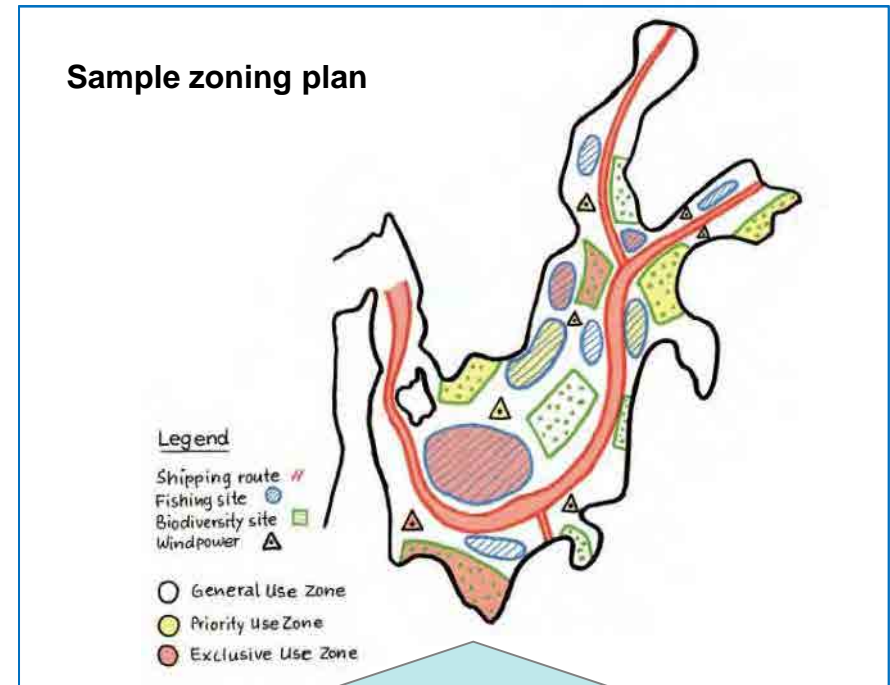 Sample zoning plan
Legend
Shipping route
Fishing site
Biodiversity site
Windpower
General Use Zone
Priority Use Zone
Exclusive Use Zone